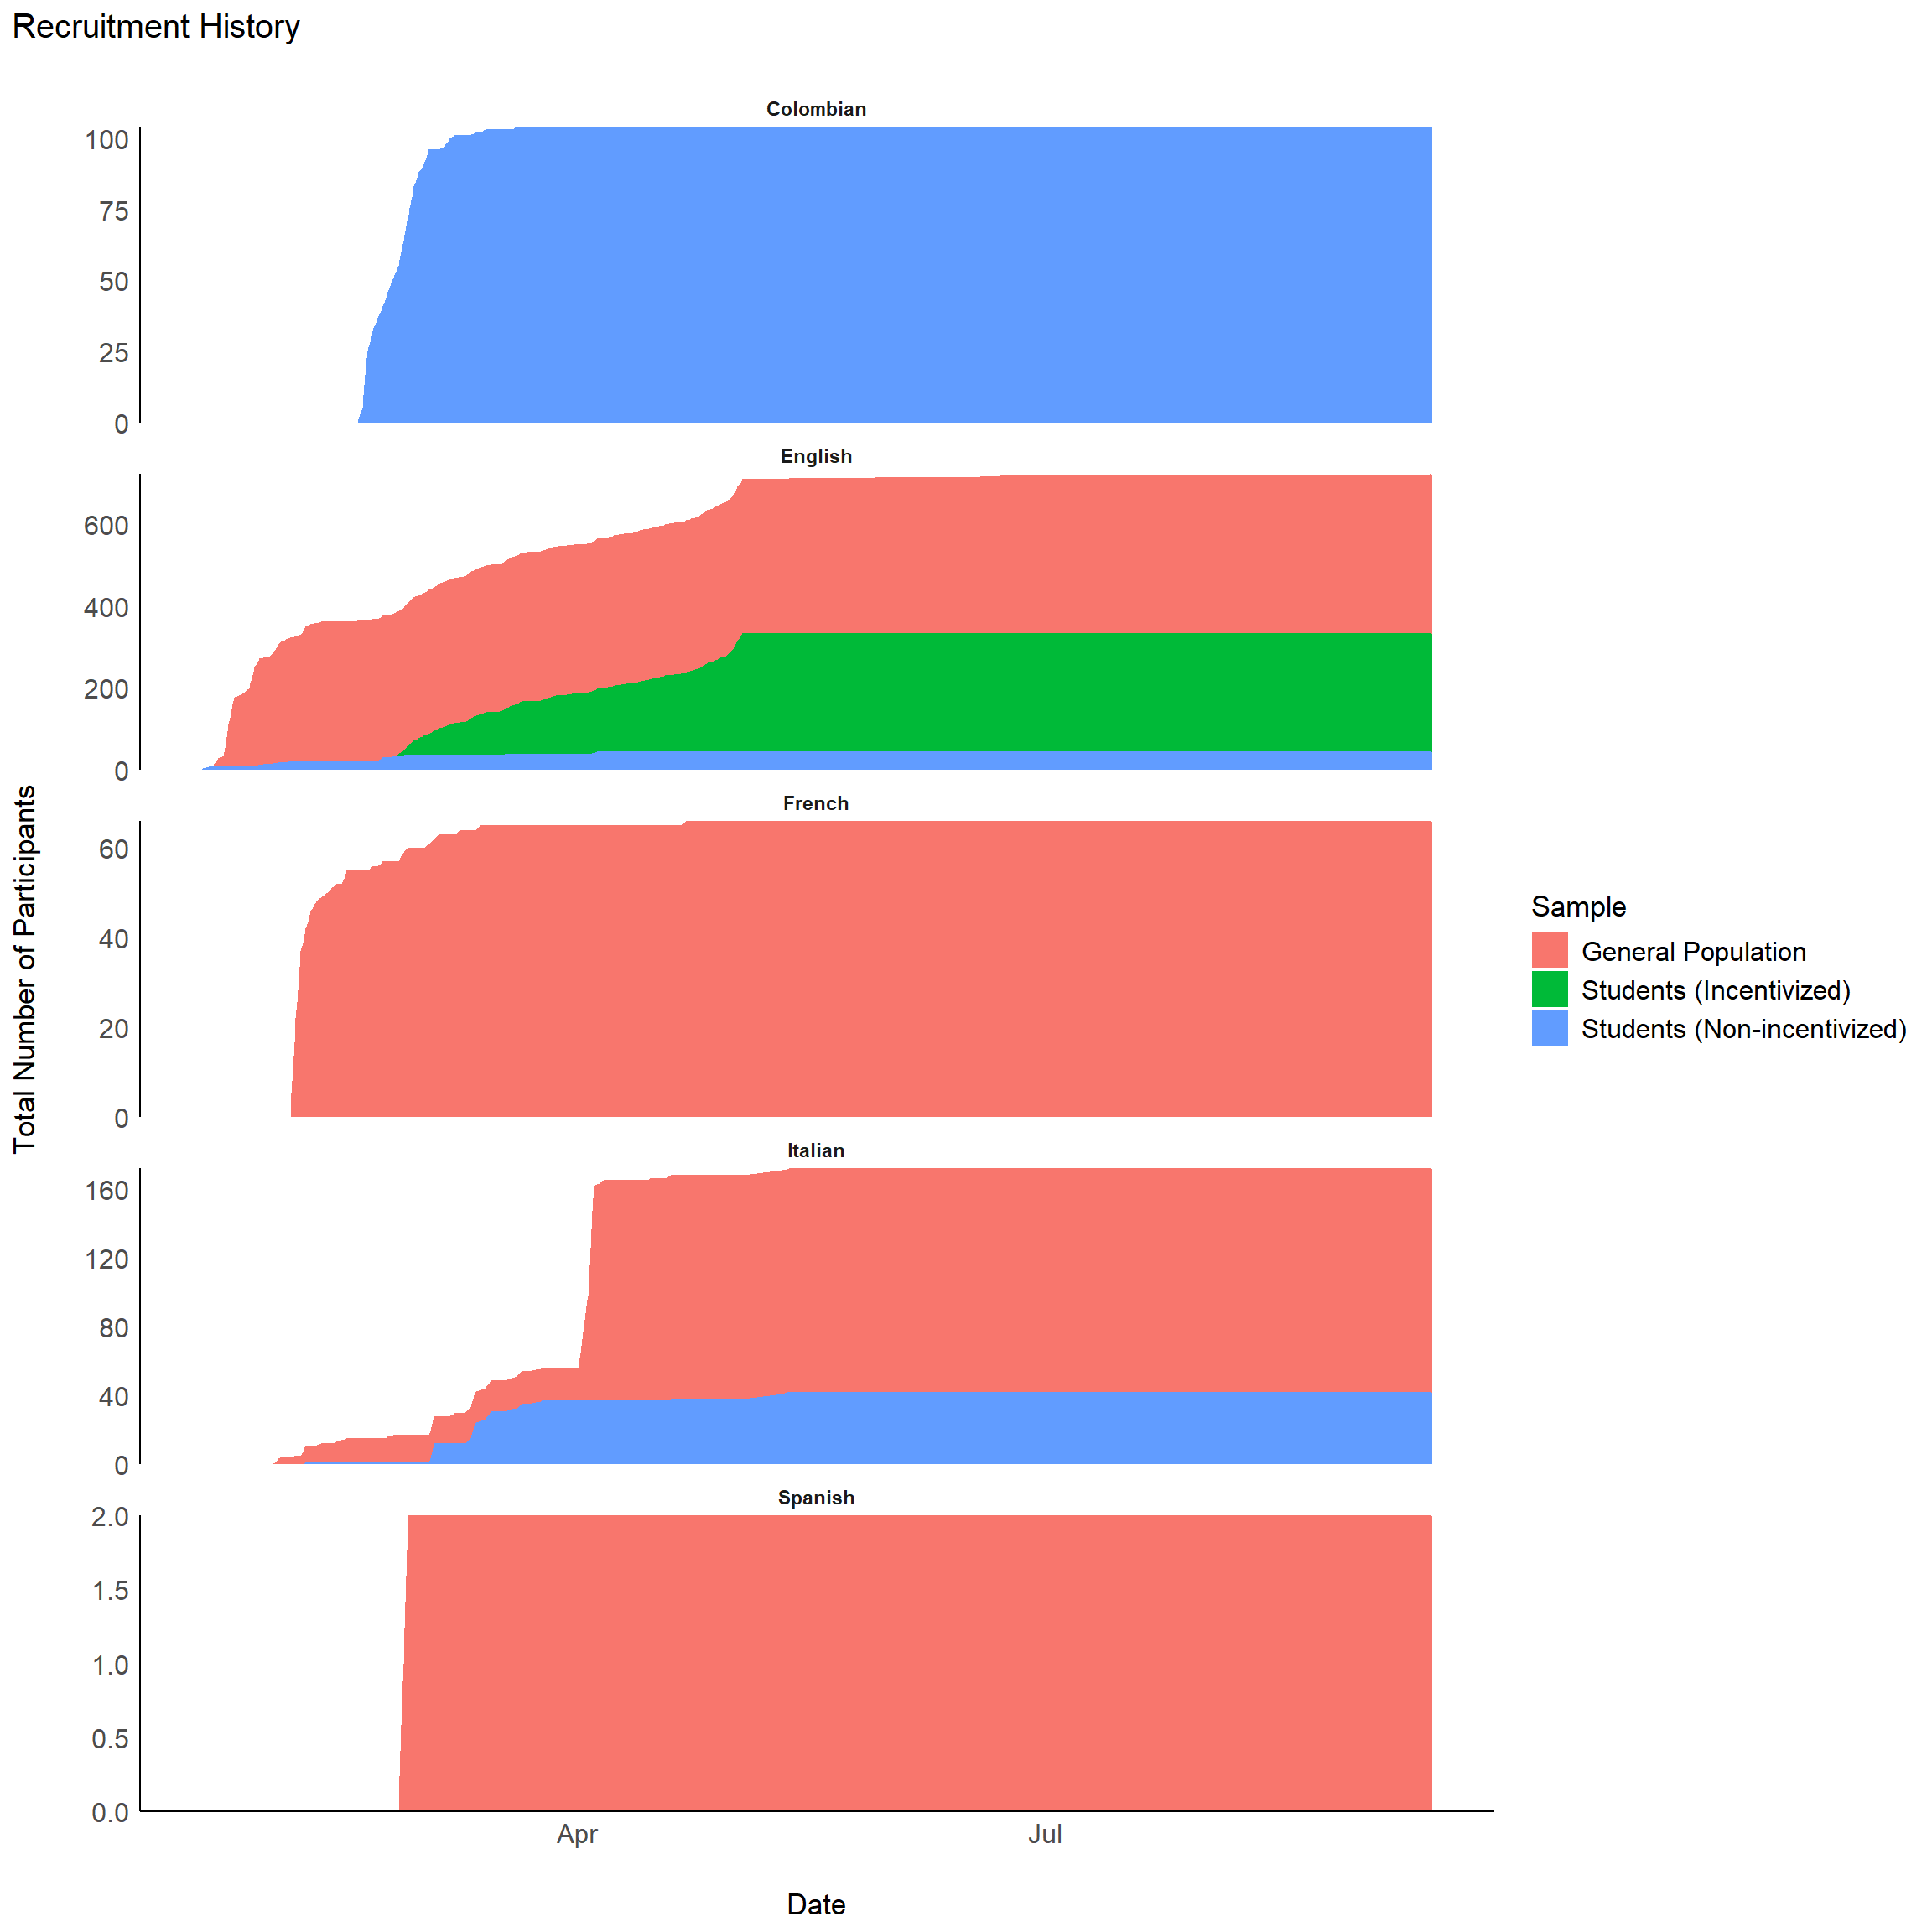 Recruitment History
Colombian
100
75
50
25
0
English
600
400
200
0
French
60
40
20
0
Italian
160
120
80
40
0
Spanish
2.0
1.5
1.0
0.5
0.0
Apr
Jul
Date
Total Number of Participants
Sample
General Population
Students (Incentivized)
Students (Non-incentivized)